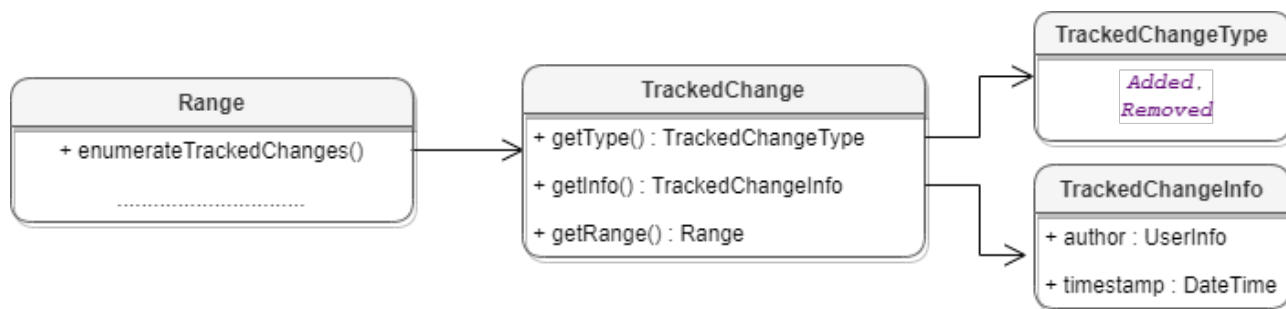 Range
+ enumerateTrackedChanges()
................................
TrackedChange
+ getType() : TrackedChangeType
+ getInfo() : TrackedChangeInfo
+ getRange() : Range
TrackedChangeType
Added,
Removed
TrackedChangeInfo
+ author : UserInfo
+ timestamp : DateTime